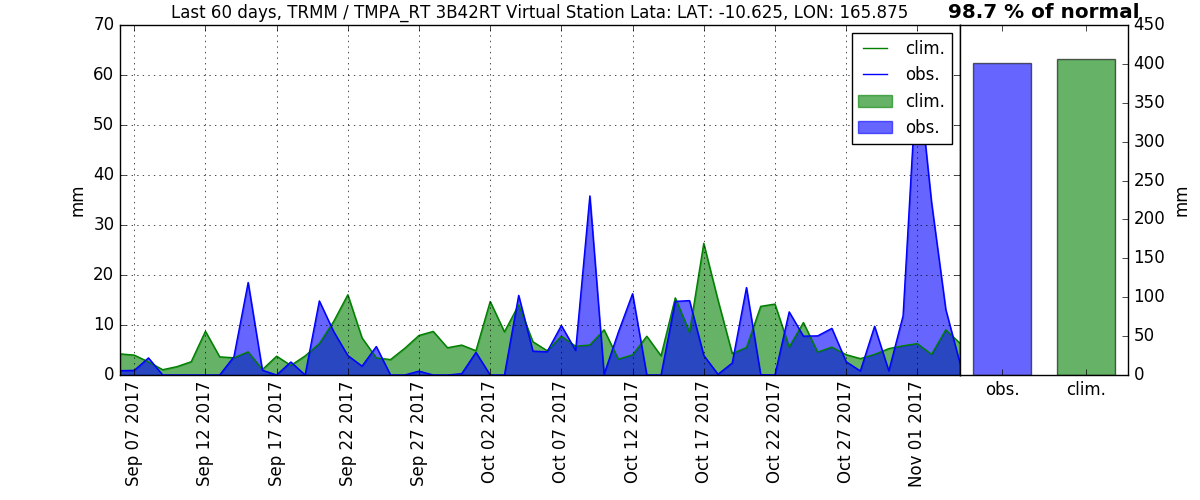 Last 60 days, TRMM / TMPA_RT 3B42RT Virtual Station Lata: LAT: -10.625, LON: 165.875
98.7 % of normal
mm
70
60
50
40
30
20
10
0
clim.
obs.
clim.
obs.
Sep 07 2017
Sep 12 2017
Sep 17 2017
Sep 22 2017
Sep 27 2017
Oct 02 2017
Oct 07 2017
Oct 12 2017
Oct 17 2017
Oct 22 2017
Oct 27 2017
Nov 01 2017
obs.
clim.
450
400
350
300
250
200
150
100
50
0
mm